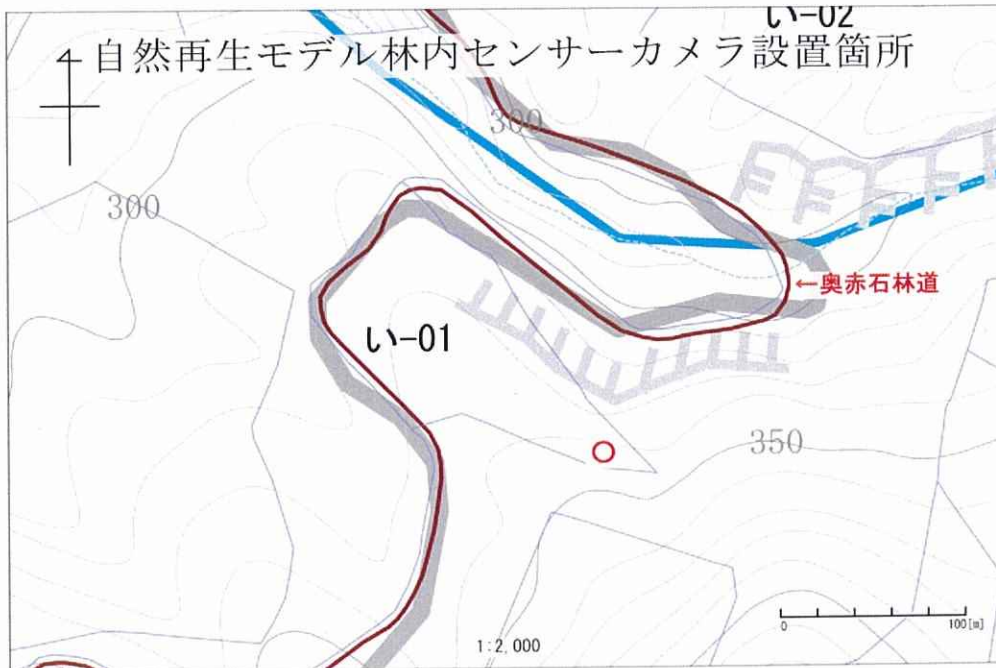 い-02
自然再生モデル林内センサーカメラ設置箇所
300
300
←奥赤石林道
い-01
350
1:2,000
0 100[m]